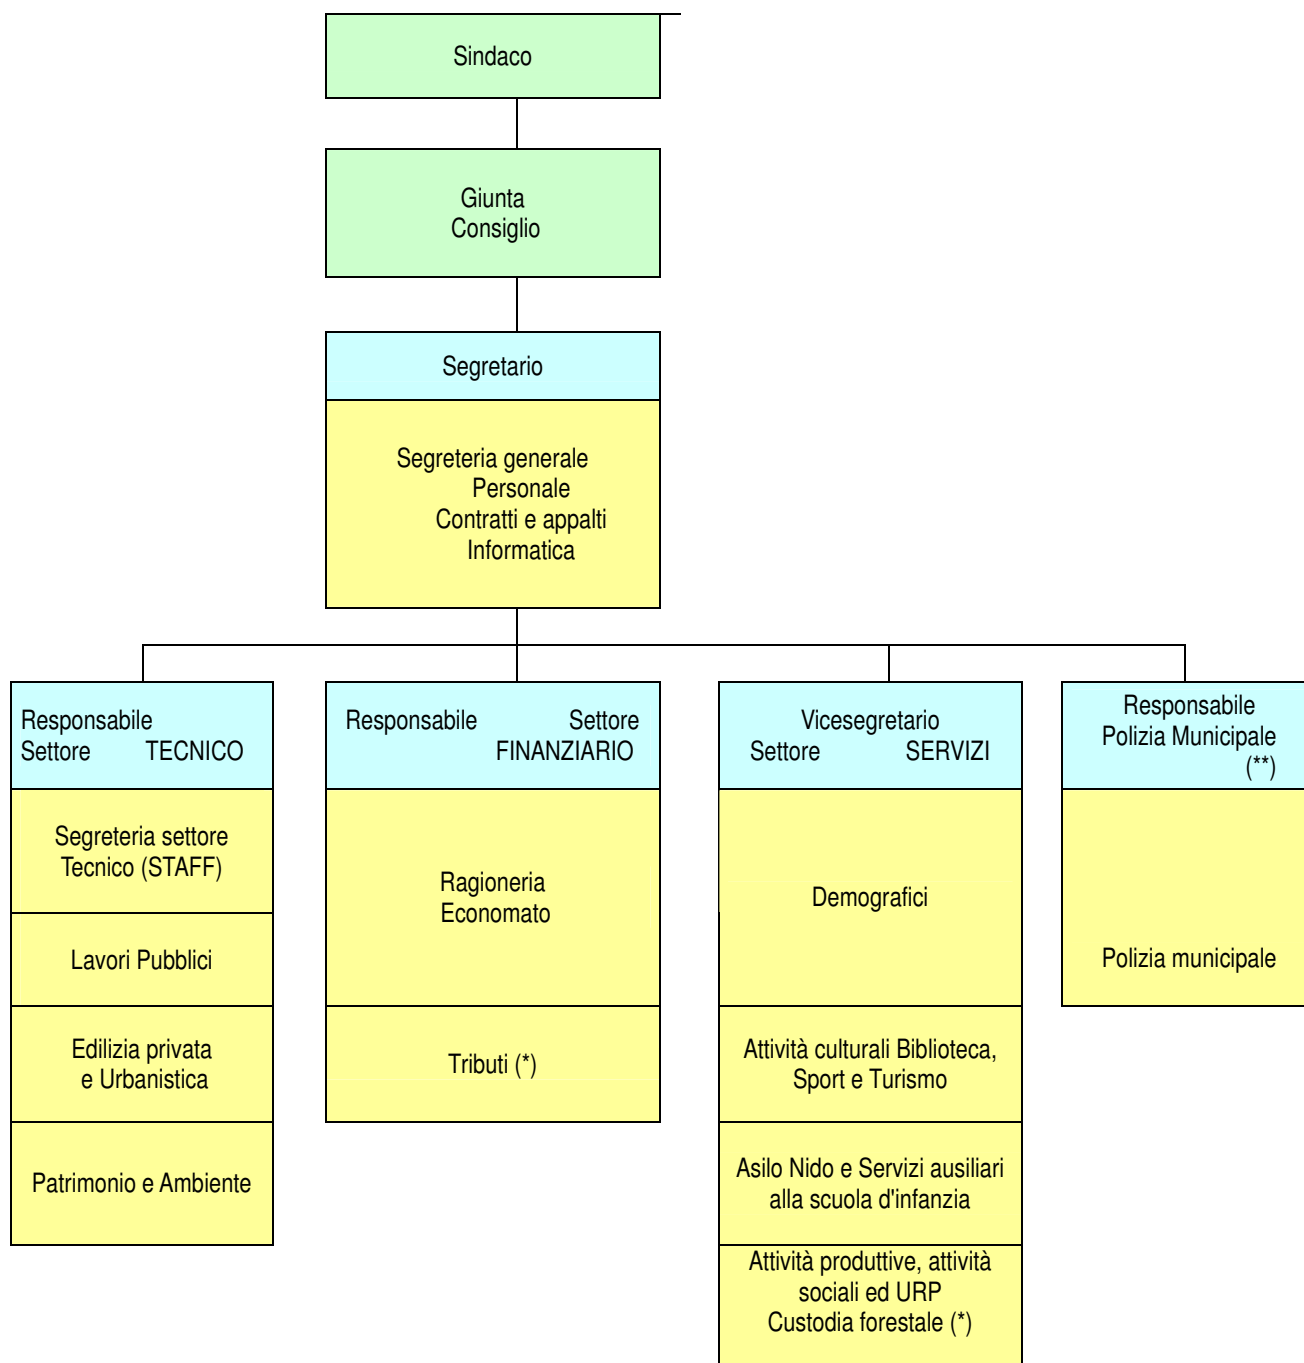 Sindaco
Giunta
Consiglio
Segretario
Segreteria generale
Personale
Contratti e appalti
Informatica
Responsabile
Settore TECNICO
Segreteria settore
Tecnico (STAFF)
Lavori Pubblici
Edilizia privata
e Urbanistica
Patrimonio e Ambiente
Responsabile Settore
FINANZIARIO
Ragioneria
Economato
Tributi (*)
Vicesegretario
Settore SERVIZI
Demografici
Attività culturali Biblioteca,
Sport e Turismo
Asilo Nido e Servizi ausiliari
alla scuola d'infanzia
Attività produttive, attività
sociali ed URP
Custodia forestale (*)
Responsabile
Polizia Municipale
(**)
Polizia municipale